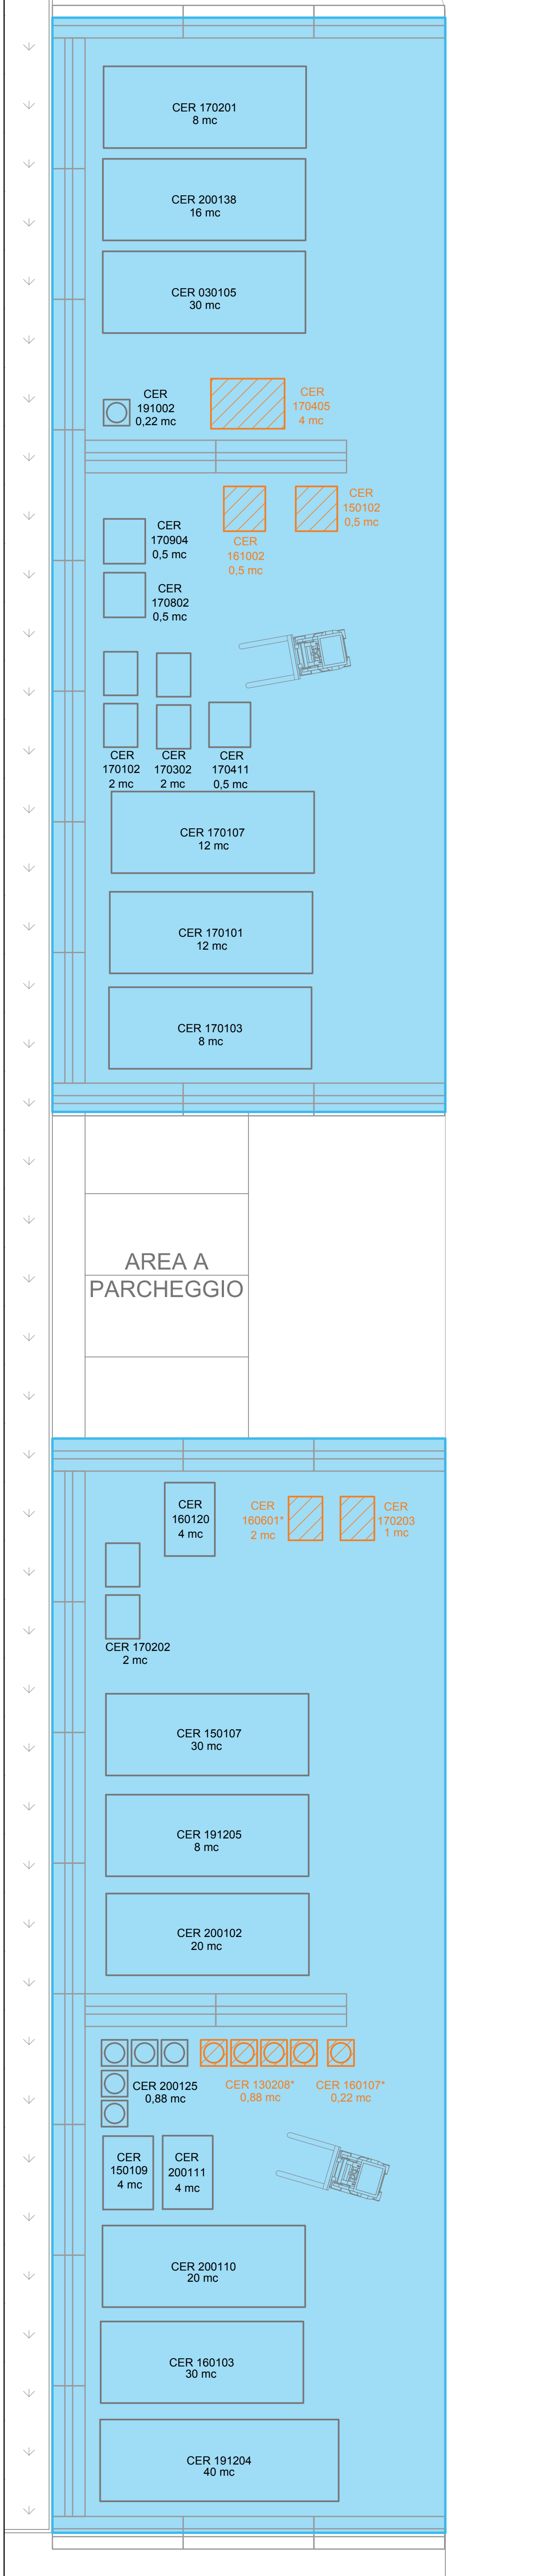 CER 170201
8 mc
CER 200138
16 mc
CER 030105
30 mc
CER
191002
0,22 mc
CER
170405
4 mc
CER
150102
0,5 mc
CER
161002
0,5 mc
CER
170904
0,5 mc
CER
170802
0,5 mc
CER
170102
2 mc
CER
170302
2 mc
CER
170411
0,5 mc
CER 170107
12 mc
CER 170101
12 mc
CER 170103
8 mc
AREA A
PARCHEGGIO
CER
160120
4 mc
CER
160601*
2 mc
CER
170203
1 mc
CER 170202
2 mc
CER 150107
30 mc
CER 191205
8 mc
CER 200102
20 mc
CER 200125
0,88 mc
CER 130208*
0,88 mc
CER 160107*
0,22 mc
CER
150109
4 mc
CER
200111
4 mc
CER 200110
20 mc
CER 160103
30 mc
CER 191204
40 mc